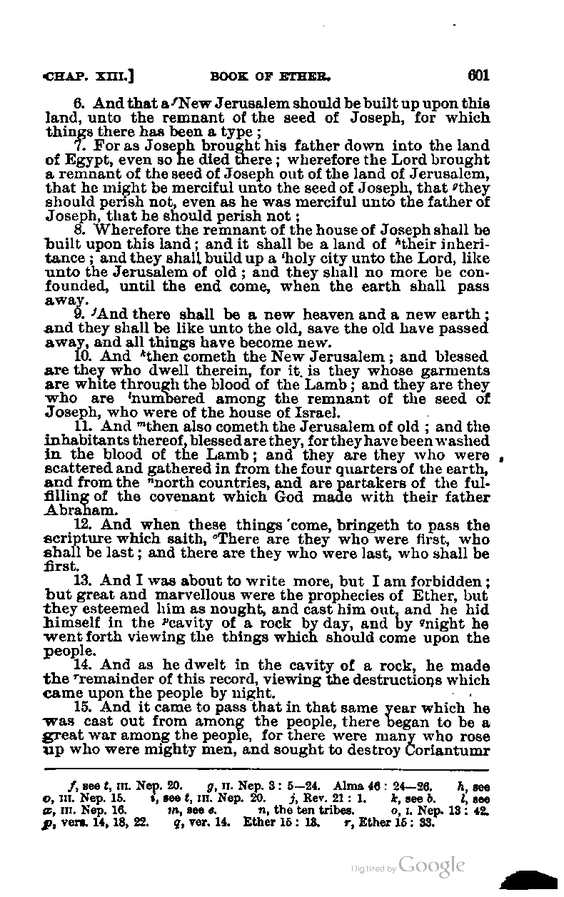 CHAP. XIII.] BOOK OF ETHER. 601
6. And that a fNew Jerusalem should be built up upon this
land, unto the remnant of the seed of Joseph, for which
things there has been a type;
7. For as Joseph brought his father down into the land
of Egypt, even so he died there; wherefore the Lord brought
a remnant of the seed of Joseph out of the land of Jerusalem,
that he might be merciful unto the seed of Joseph, that gthey
should perish not, even as he was merciful unto the father of
Joseph, that he should perish not;
8. Wherefore the remnant of the house of Joseph shall be
built upon this land; and it shall be a land of htheir inheri-
tance; and they shall build up a iholy city unto the Lord, like
unto the Jerusalem of old; and they shall no more be con-
founded, until the end come, when the earth shall pass
away.
9. jAnd there shall be a new heaven and a new earth;
and they shall be like unto the old, save the old have passed
away, and all things have become new.
10. And kthen cometh the New Jerusalem; and blessed
are they who dwell therein, for it is they whose garments
are white through the blood of the Lamb; and they are they
who are lnumbered among the remnant of the seed of
Joseph, who were of the house of Israel.
11. And mthen also cometh the Jerusalem of old; and the
inhabitants thereof, blessed are they, for they have been washed
in the blood of the Lamb; and they are they who were
scattered and gathered in from the four quarters of the earth,
and from the nnorth countries, and are partakers of the ful-
filling of the covenant which God made with their father
Abraham.
12. And when these things come, bringeth to pass the
scripture which saith, oThere are they who were first, who
shall be last; and there are they who were last, who shall be
first.
13. And I was about to write more, but I am forbidden;
but great and marvellous were the prophecies of Ether, but
they esteemed him as nought, and cast him out, and he hid
himself in the pcavity of a rock by day, and by qnight he
went forth viewing the things which should come upon the
people.
14. And as he dwelt in the cavity of a rock, he made
the rremainder of this record, viewing the destructions which
came upon the people by night.
15. And it came to pass that in that same year which he
was cast out from among the people, there began to be a
great war among the people, for there were many who rose
up who were mighty men, and sought to destroy Coriantumr
f, see t, III. Nep. 20. g, II. Nep. 3: 5—24. Alma 46: 24—26. h, see
o, III. Nep. 15. i, see t, III. Nep. 20. j, Rev. 21: 1. k, see b. l, see
x, III. Nep. 16. m, see e. n, the ten tribes. o, I. Nep. 13: 42.
p, vers. 14, 18, 22. q, ver. 14. Ether 15: 13. r, Ether 15: 33.
Digitized by Google